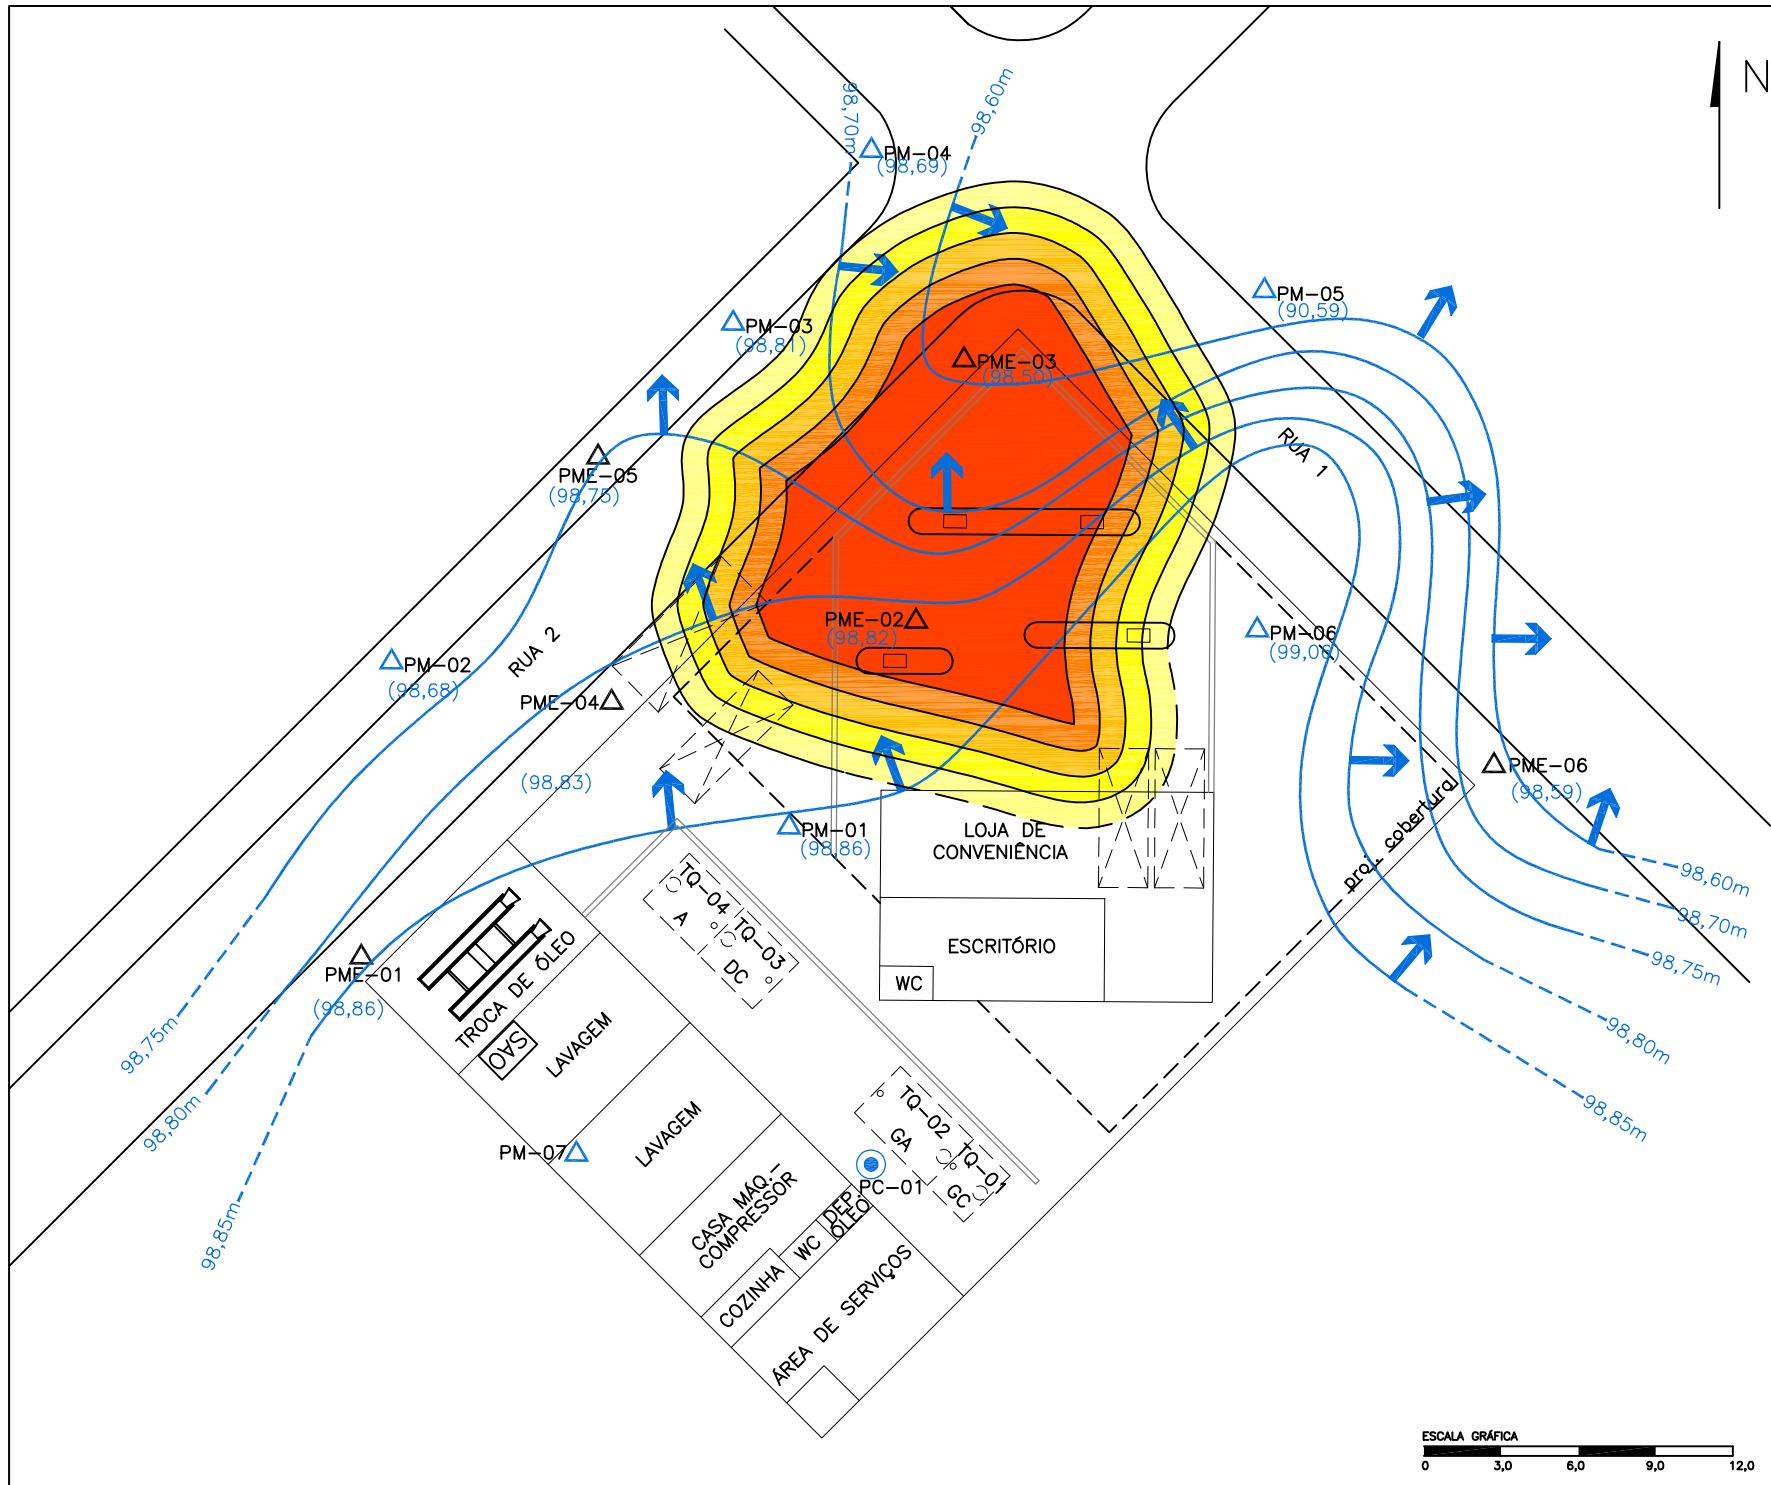 N
98,70m
98,60m
PM-04
(98,69)
PM-05
(90,59)
PM-03
(98,81)
PME-03
(98,50)
RUA 1
PME-05
(98,75)
PME-02
(98,82)
PM-06
(99,06)
RUA 2
PM-02
(98,68)
PME-04
(98,83)
PME-06
(98,59)
proj. cobertura
PM-01
(98,86)
LOJA DE
CONVENIÊNCIA
ESCRITÓRIO
WC
TQ-04
A
TQ-03
DC
PME-01
(98,86)
TROCA DE ÓLEO
SAO
LAVAGEM
LAVAGEM
PM-07
98,75m
98,80m
98,85m
98,60m
98,70m
98,75m
98,80m
98,85m
TQ-02
GA
TQ-01
GC
PC-01
CASA MÁQ.-
COMPRESSOR
DEP.
ÓLEO
WC
COZINHA
ÁREA DE SERVIÇOS
ESCALA GRÁFICA
0 3,0 6,0 9,0 12,0